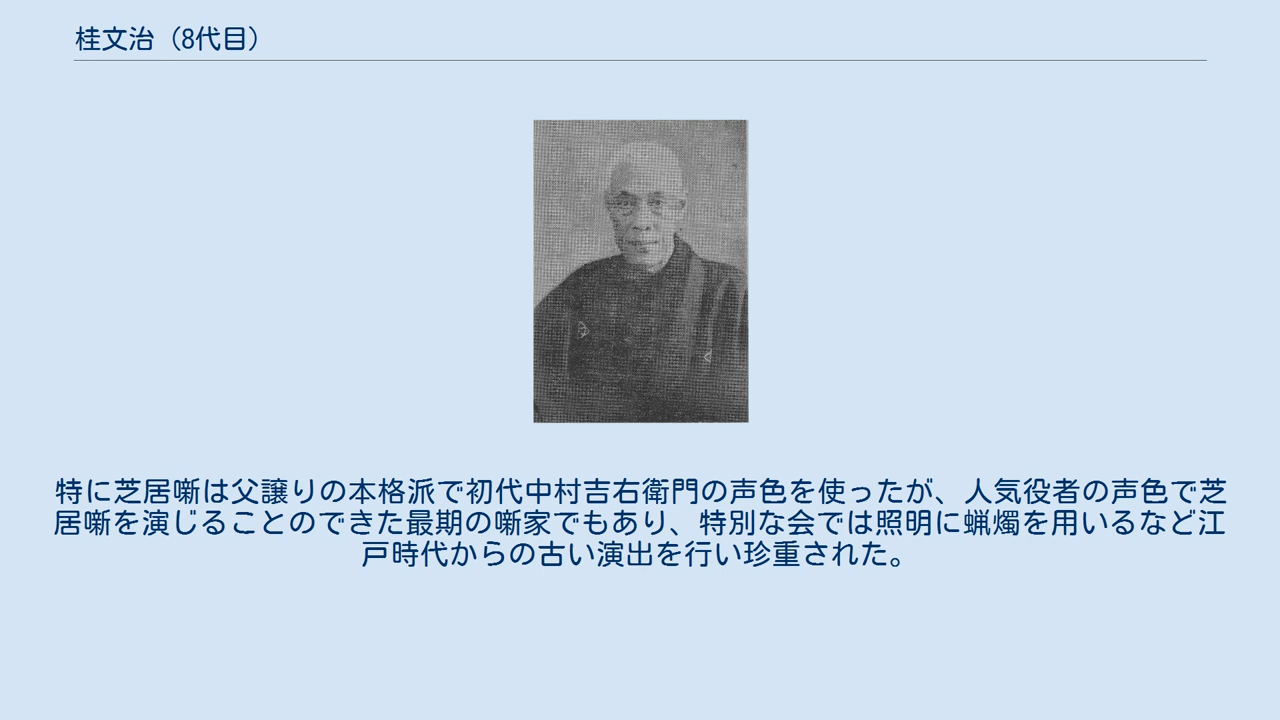 桂文治（8代目）
特に芝居噺は父譲りの本格派で初代中村吉右衛門の声色を使ったが、人気役者の声色で芝
居噺を演じることのできた最期の噺家でもあり、特別な会では照明に蝋燭を用いるなど江
戸時代からの古い演出を行い珍重された。